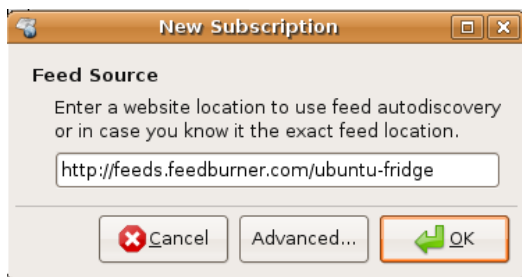 New Subscription
Feed Source
Enter a website location to use feed autodiscovery
or in case you know it the exact feed location.
http://feeds.feedburner.com/ubuntu-fridge
Cancel Advanced... OK